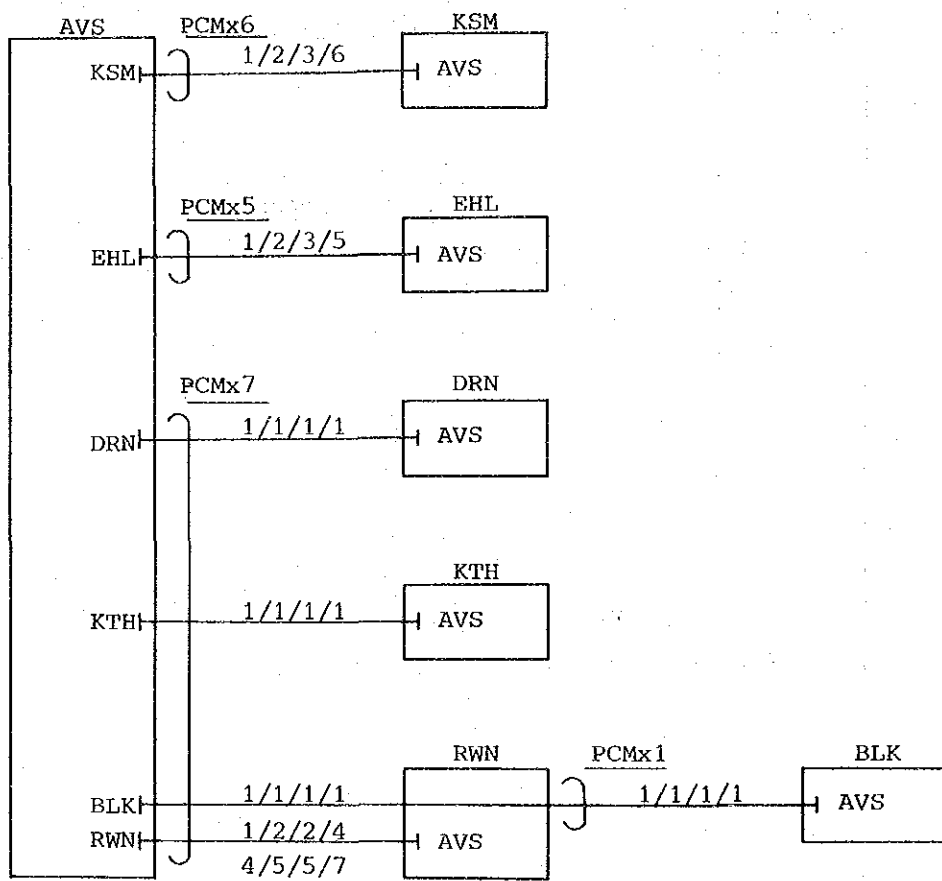 AVS PCMx6 KSM
KSM 1/2/3/6 AVS
PCMx5 EHL
EHL 1/2/3/5 AVS
PCMx7 DRN
DRN 1/1/1/1 AVS
KTH
KTH 1/1/1/1 AVS
RWN PCMx1 BLK
BLK 1/1/1/1 1/1/1/1 AVS
RWN 1/2/2/4 AVS
4/5/5/7